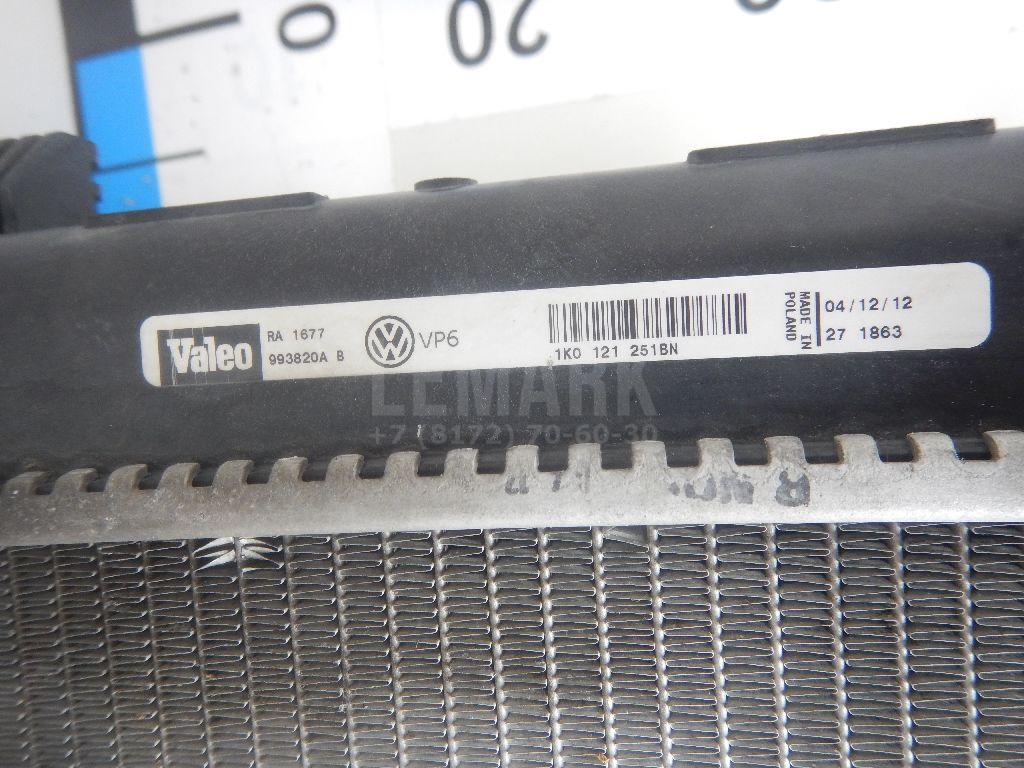 0 20
Valeo
RA 1677
993820A B
VP6
1K0 121 251BN
MADE IN
POLAND
04/12/12
27 1863
LEMARK
+7 (8172) 70-60-30